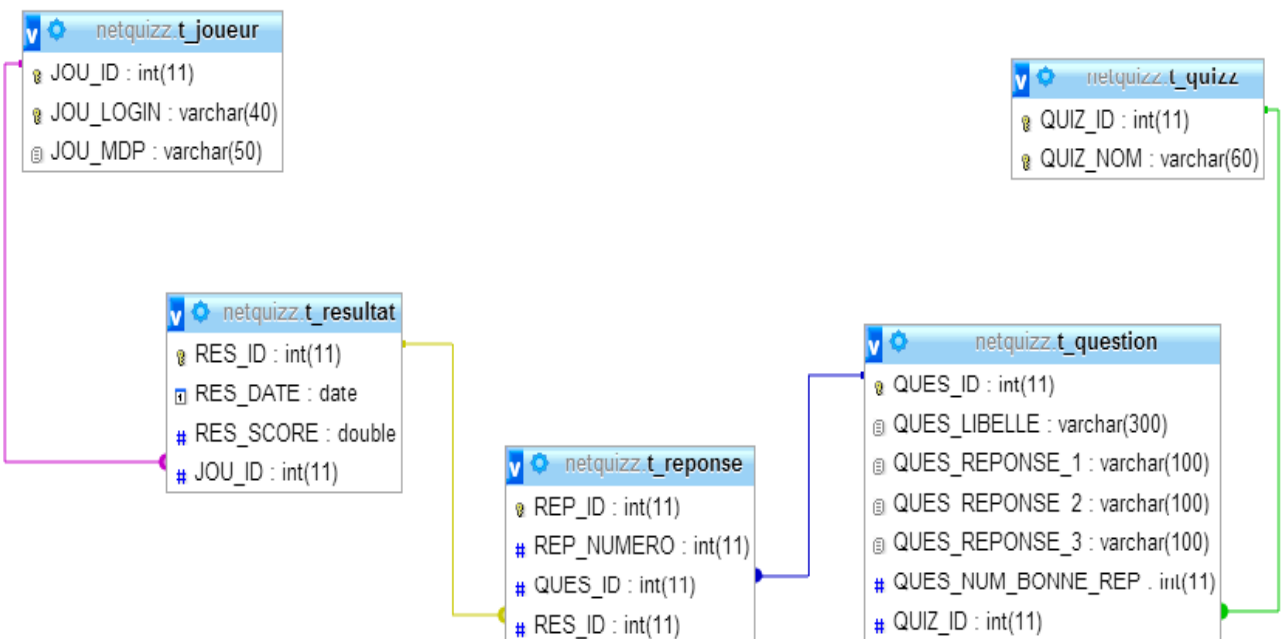 v netquizz.t_joueur
JOU_ID : int(11)
JOU_LOGIN : varchar(40)
JOU_MDP : varchar(50)
v netquizz.t_quizz
QUIZ_ID : int(11)
QUIZ_NOM : varchar(60)
v netquizz.t_resultat
RES_ID : int(11)
RES_DATE : date
# RES_SCORE : double
# JOU_ID : int(11)
v netquizz.t_reponse
REP_ID : int(11)
# REP_NUMERO : int(11)
# QUES_ID : int(11)
# RES_ID : int(11)
v netquizz.t_question
QUES_ID : int(11)
QUES_LIBELLE : varchar(300)
QUES_REPONSE_1 : varchar(100)
QUES_REPONSE_2 : varchar(100)
QUES_REPONSE_3 : varchar(100)
# QUES_NUM_BONNE_REP : int(11)
# QUIZ_ID : int(11)